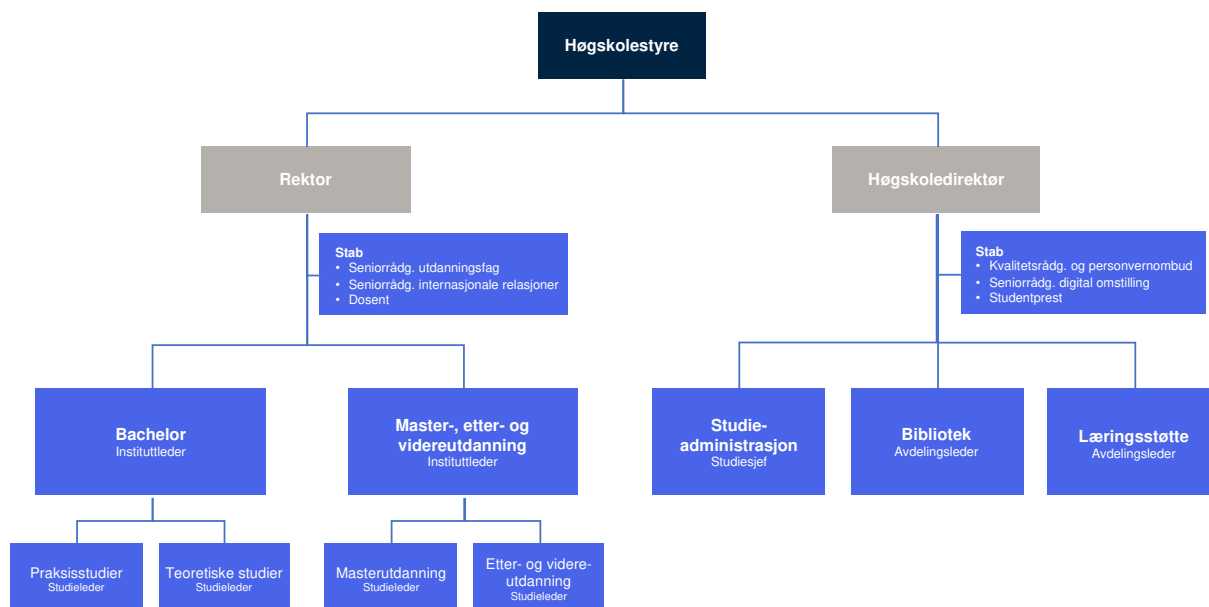 Høgskolestyre
Rektor
Høgskoledirektør
Stab
• Seniorrådg. utdanningsfag
• Seniorrådg. internasjonale relasjoner
• Dosent
Stab
• Kvalitetsrådg. og personvernombud
• Seniorrådg. digital omstilling
• Studentprest
Bachelor
Instituttleder
Master-, etter- og
videreutdanning
Instituttleder
Studie-
administrasjon
Studiesjef
Bibliotek
Avdelingsleder
Læringsstøtte
Avdelingsleder
Praksisstudier
Studieleder
Teoretiske studier
Studieleder
Masterutdanning
Studieleder
Etter- og videre-
utdanning
Studieleder